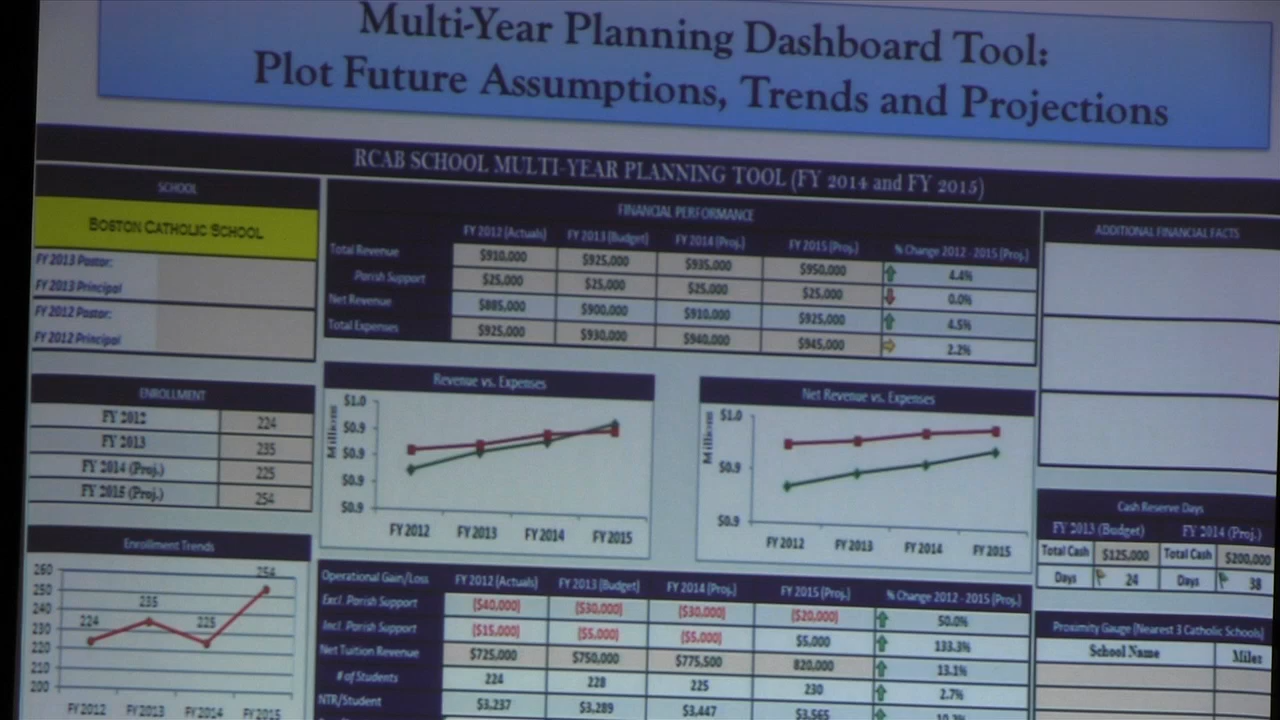 Multi-Year Planning Dashboard Tool:
Plot Future Assumptions, Trends and Projections
RCAB SCHOOL MULTI-YEAR PLANNING TOOL (FY 2014 and FY 2015)
SCHOOL
BOSTON CATHOLIC SCHOOL
FY 2013 Pastor:
FY 2013 Principal
FY 2012 Pastor:
FY 2012 Principal
FINANCIAL PERFORMANCE
FY 2012 (Actuals) FY 2013 (Budget) FY 2014 (Proj.) FY 2015 (Proj.) % Change 2012 - 2015 (Proj.)
Total Revenue $910,000 $925,000 $935,000 $950,000 4.4%
Parish Support $25,000 $25,000 $25,000 $25,000 0.0%
Net Revenue $885,000 $900,000 $910,000 $925,000 4.5%
Total Expenses $925,000 $930,000 $940,000 $945,000 2.2%
ADDITIONAL FINANCIAL FACTS
ENROLLMENT
FY 2012 224
FY 2013 235
FY 2014 (Proj.) 225
FY 2015 (Proj.) 254
Revenue vs. Expenses
Millions
$1.0
$0.9
$0.9
$0.9
$0.9
FY 2012 FY 2013 FY 2014 FY 2015
Net Revenue vs. Expenses
Millions
$1.0
$0.9
$0.9
FY 2012 FY 2013 FY 2014 FY 2015
Cash Reserve Days
FY 2013 (Budget) FY 2014 (Proj.)
Total Cash $125,000 Total Cash $200,000
Days 24 Days 38
Enrollment Trends
260
250
240
230
220
210
200
224 235 225 254
FY 2012 FY 2013 FY 2014 FY 2015
Operational Gain/Loss FY 2012 (Actuals) FY 2013 (Budget) FY 2014 (Proj.) FY 2015 (Proj.) % Change 2012 - 2015 (Proj.)
Excl. Parish Support ($40,000) ($30,000) ($30,000) ($20,000) 50.0%
Incl. Parish Support ($15,000) ($5,000) ($5,000) $5,000 133.3%
Net Tuition Revenue $725,000 $750,000 $775,500 820,000 13.1%
# of Students 224 228 225 230 2.7%
NTR/Student $3,237 $3,289 $3,447 $3,565
Proximity Gauge (Nearest 3 Catholic Schools)
School Name Miles